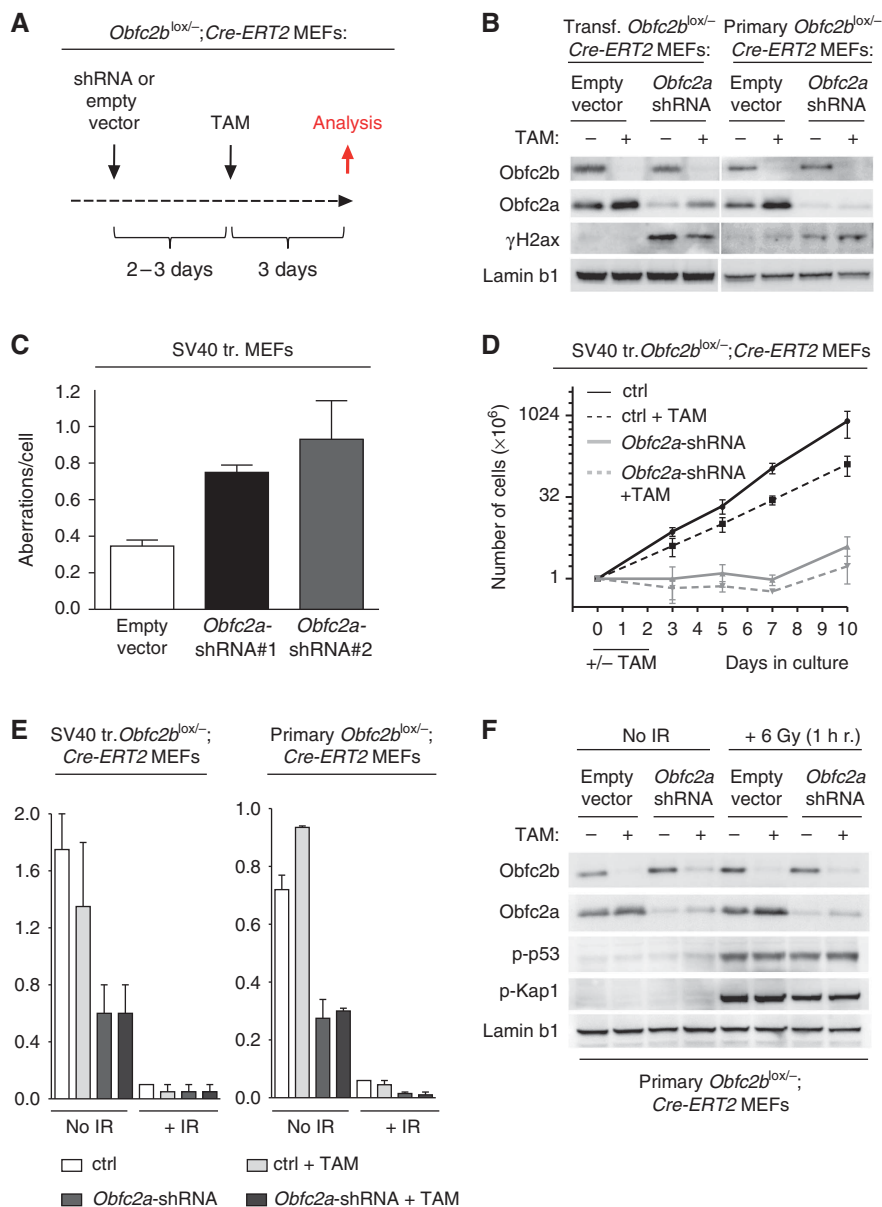 A
Obfc2b^lox/–;Cre-ERT2 MEFs:
shRNA or
empty
vector
TAM
Analysis
2–3 days
3 days
B
Transf. Obfc2b^lox/–
Cre-ERT2 MEFs:
Primary Obfc2b^lox/–
Cre-ERT2 MEFs:
Empty
vector
Obfc2a
shRNA
Empty
vector
Obfc2a
shRNA
TAM: – + – + – + – +
Obfc2b
Obfc2a
γH2ax
Lamin b1
C
SV40 tr. MEFs
Aberrations/cell
1.2
1.0
0.8
0.6
0.4
0.2
0.0
Empty
vector
Obfc2a-
shRNA#1
Obfc2a-
shRNA#2
D
SV40 tr.Obfc2b^lox/–;Cre-ERT2 MEFs
Number of cells (×10^6)
1024
32
1
ctrl
ctrl + TAM
Obfc2a-shRNA
Obfc2a-shRNA
+TAM
0 1 2 3 4 5 6 7 8 9 10
+/– TAM
Days in culture
E
SV40 tr.Obfc2b^lox/–;
Cre-ERT2 MEFs
2.0
1.6
1.2
0.8
0.4
0.0
No IR
+ IR
Primary Obfc2b^lox/–;
Cre-ERT2 MEFs
1.0
0.8
0.6
0.4
0.2
0.0
No IR
+ IR
ctrl
ctrl + TAM
Obfc2a-shRNA
Obfc2a-shRNA + TAM
F
No IR
+ 6 Gy (1 h r.)
Empty
vector
Obfc2a
shRNA
Empty
vector
Obfc2a
shRNA
TAM: – + – + – + – +
Obfc2b
Obfc2a
p-p53
p-Kap1
Lamin b1
Primary Obfc2b^lox/–;
Cre-ERT2 MEFs